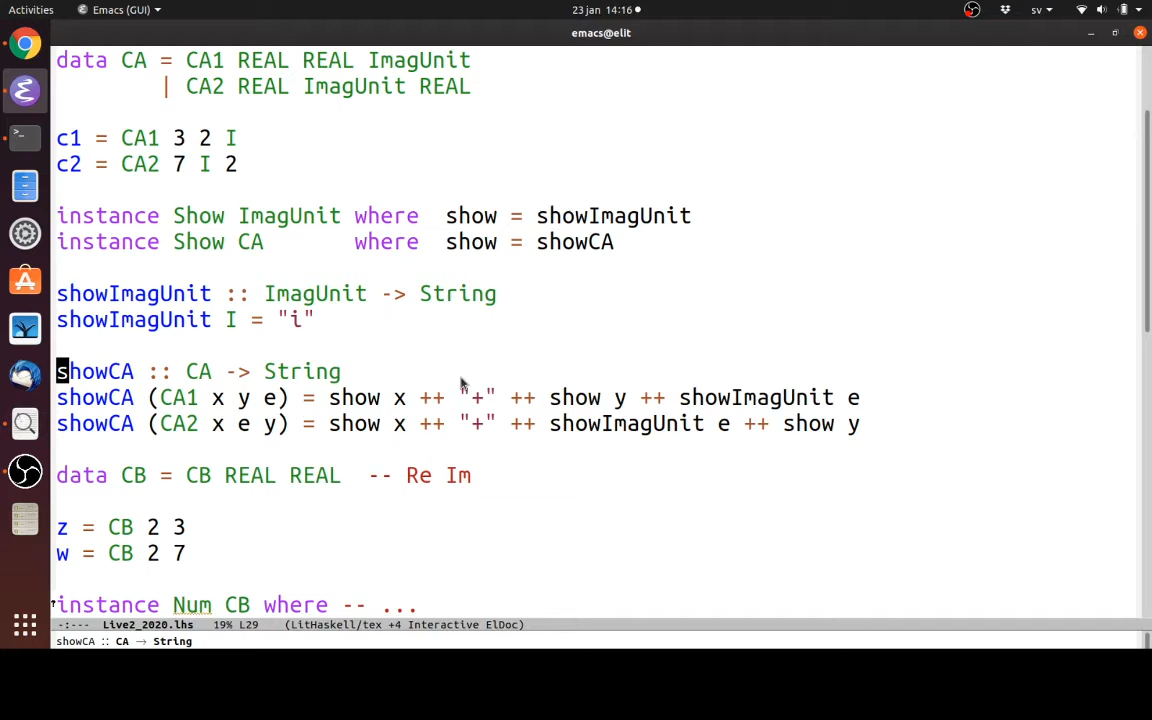 Activities
Emacs (GUI)
23 jan 14:16
sv
emacs@elit
data CA = CA1 REAL REAL ImagUnit
| CA2 REAL ImagUnit REAL
c1 = CA1 3 2 I
c2 = CA2 7 I 2
instance Show ImagUnit where show = showImagUnit
instance Show CA where show = showCA
showImagUnit :: ImagUnit -> String
showImagUnit I = "i"
showCA :: CA -> String
showCA (CA1 x y e) = show x ++ "+" ++ show y ++ showImagUnit e
showCA (CA2 x e y) = show x ++ "+" ++ showImagUnit e ++ show y
data CB = CB REAL REAL -- Re Im
z = CB 2 3
w = CB 2 7
instance Num CB where -- ...
-:--- Live2_2020.lhs 19% L29 (LitHaskell/tex +4 Interactive ElDoc)
showCA :: CA → String